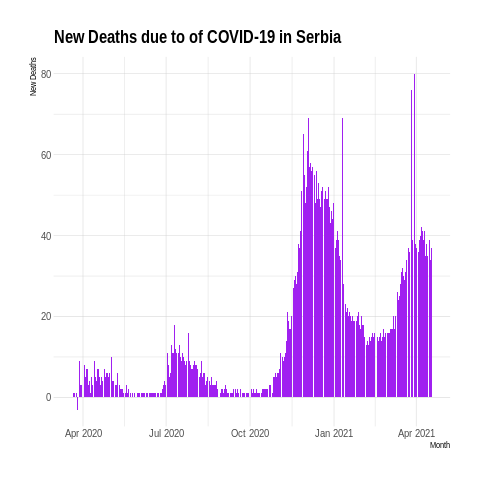 New Deaths due to of COVID-19 in Serbia
New Deaths
80
60
40
20
0
Apr 2020 Jul 2020 Oct 2020 Jan 2021 Apr 2021
Month